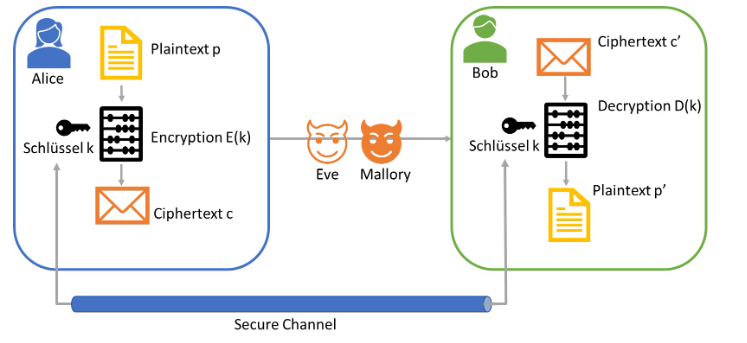 Alice
Plaintext p
Schlüssel k
Encryption E(k)
Ciphertext c
Eve
Mallory
Bob
Ciphertext c’
Decryption D(k)
Schlüssel k
Plaintext p’
Secure Channel